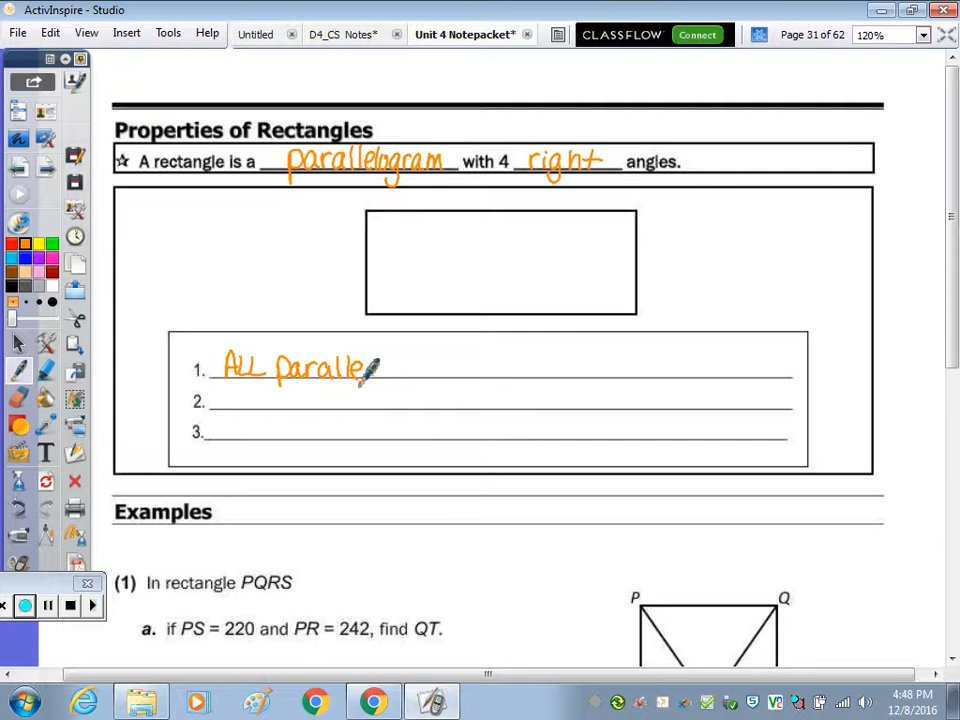 ActivInspire - Studio
File Edit View Insert Tools Help Untitled D4_CS Notes* Unit 4 Notepacket* CLASSFLOW Connect Page 31 of 62 120%
Properties of Rectangles
☆ A rectangle is a parallelogram with 4 right angles.
1. ALL paralle
2.
3.
Examples
(1) In rectangle PQRS
P Q
a. if PS = 220 and PR = 242, find QT.
4:48 PM
12/8/2016